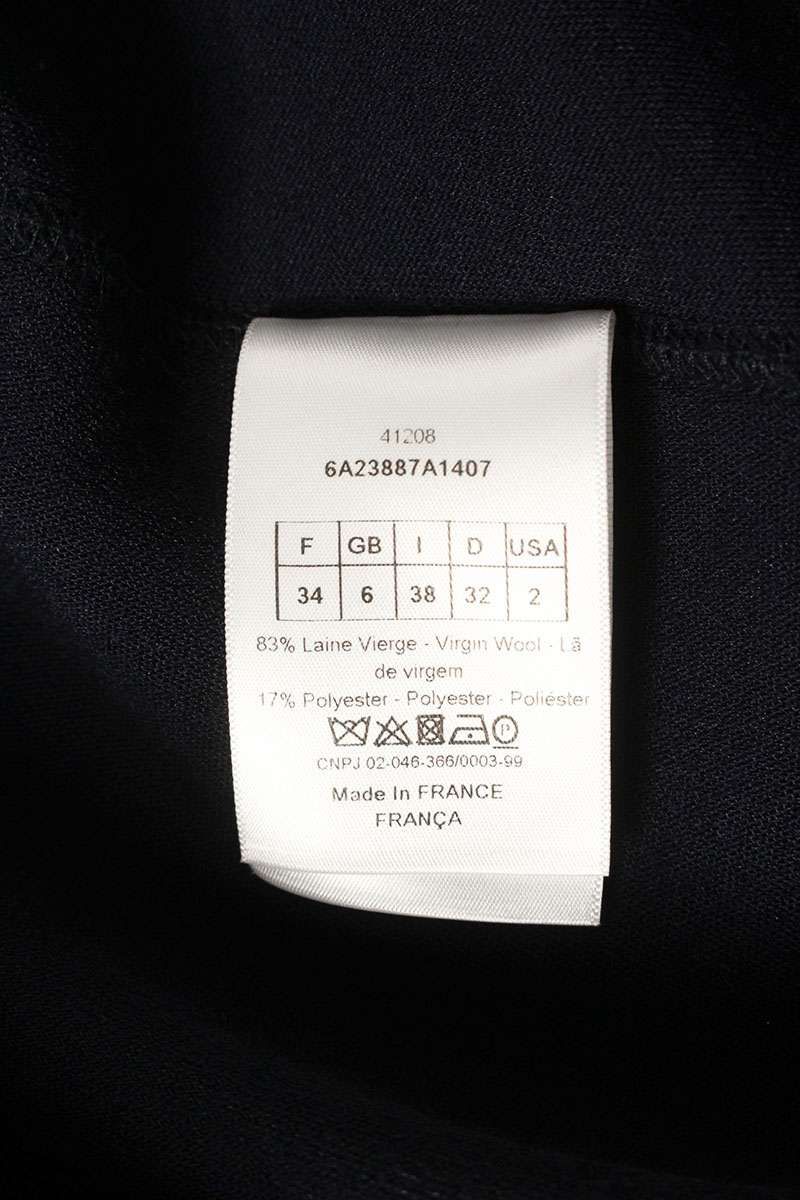 41208
6A23887A1407
F GB I D USA
34 6 38 32 2
83% Laine Vierge - Virgin Wool - Lã
de virgem
17% Polyester - Polyester - Poliéster
P
CNPJ 02-046-366/0003-99
Made In FRANCE
FRANÇA